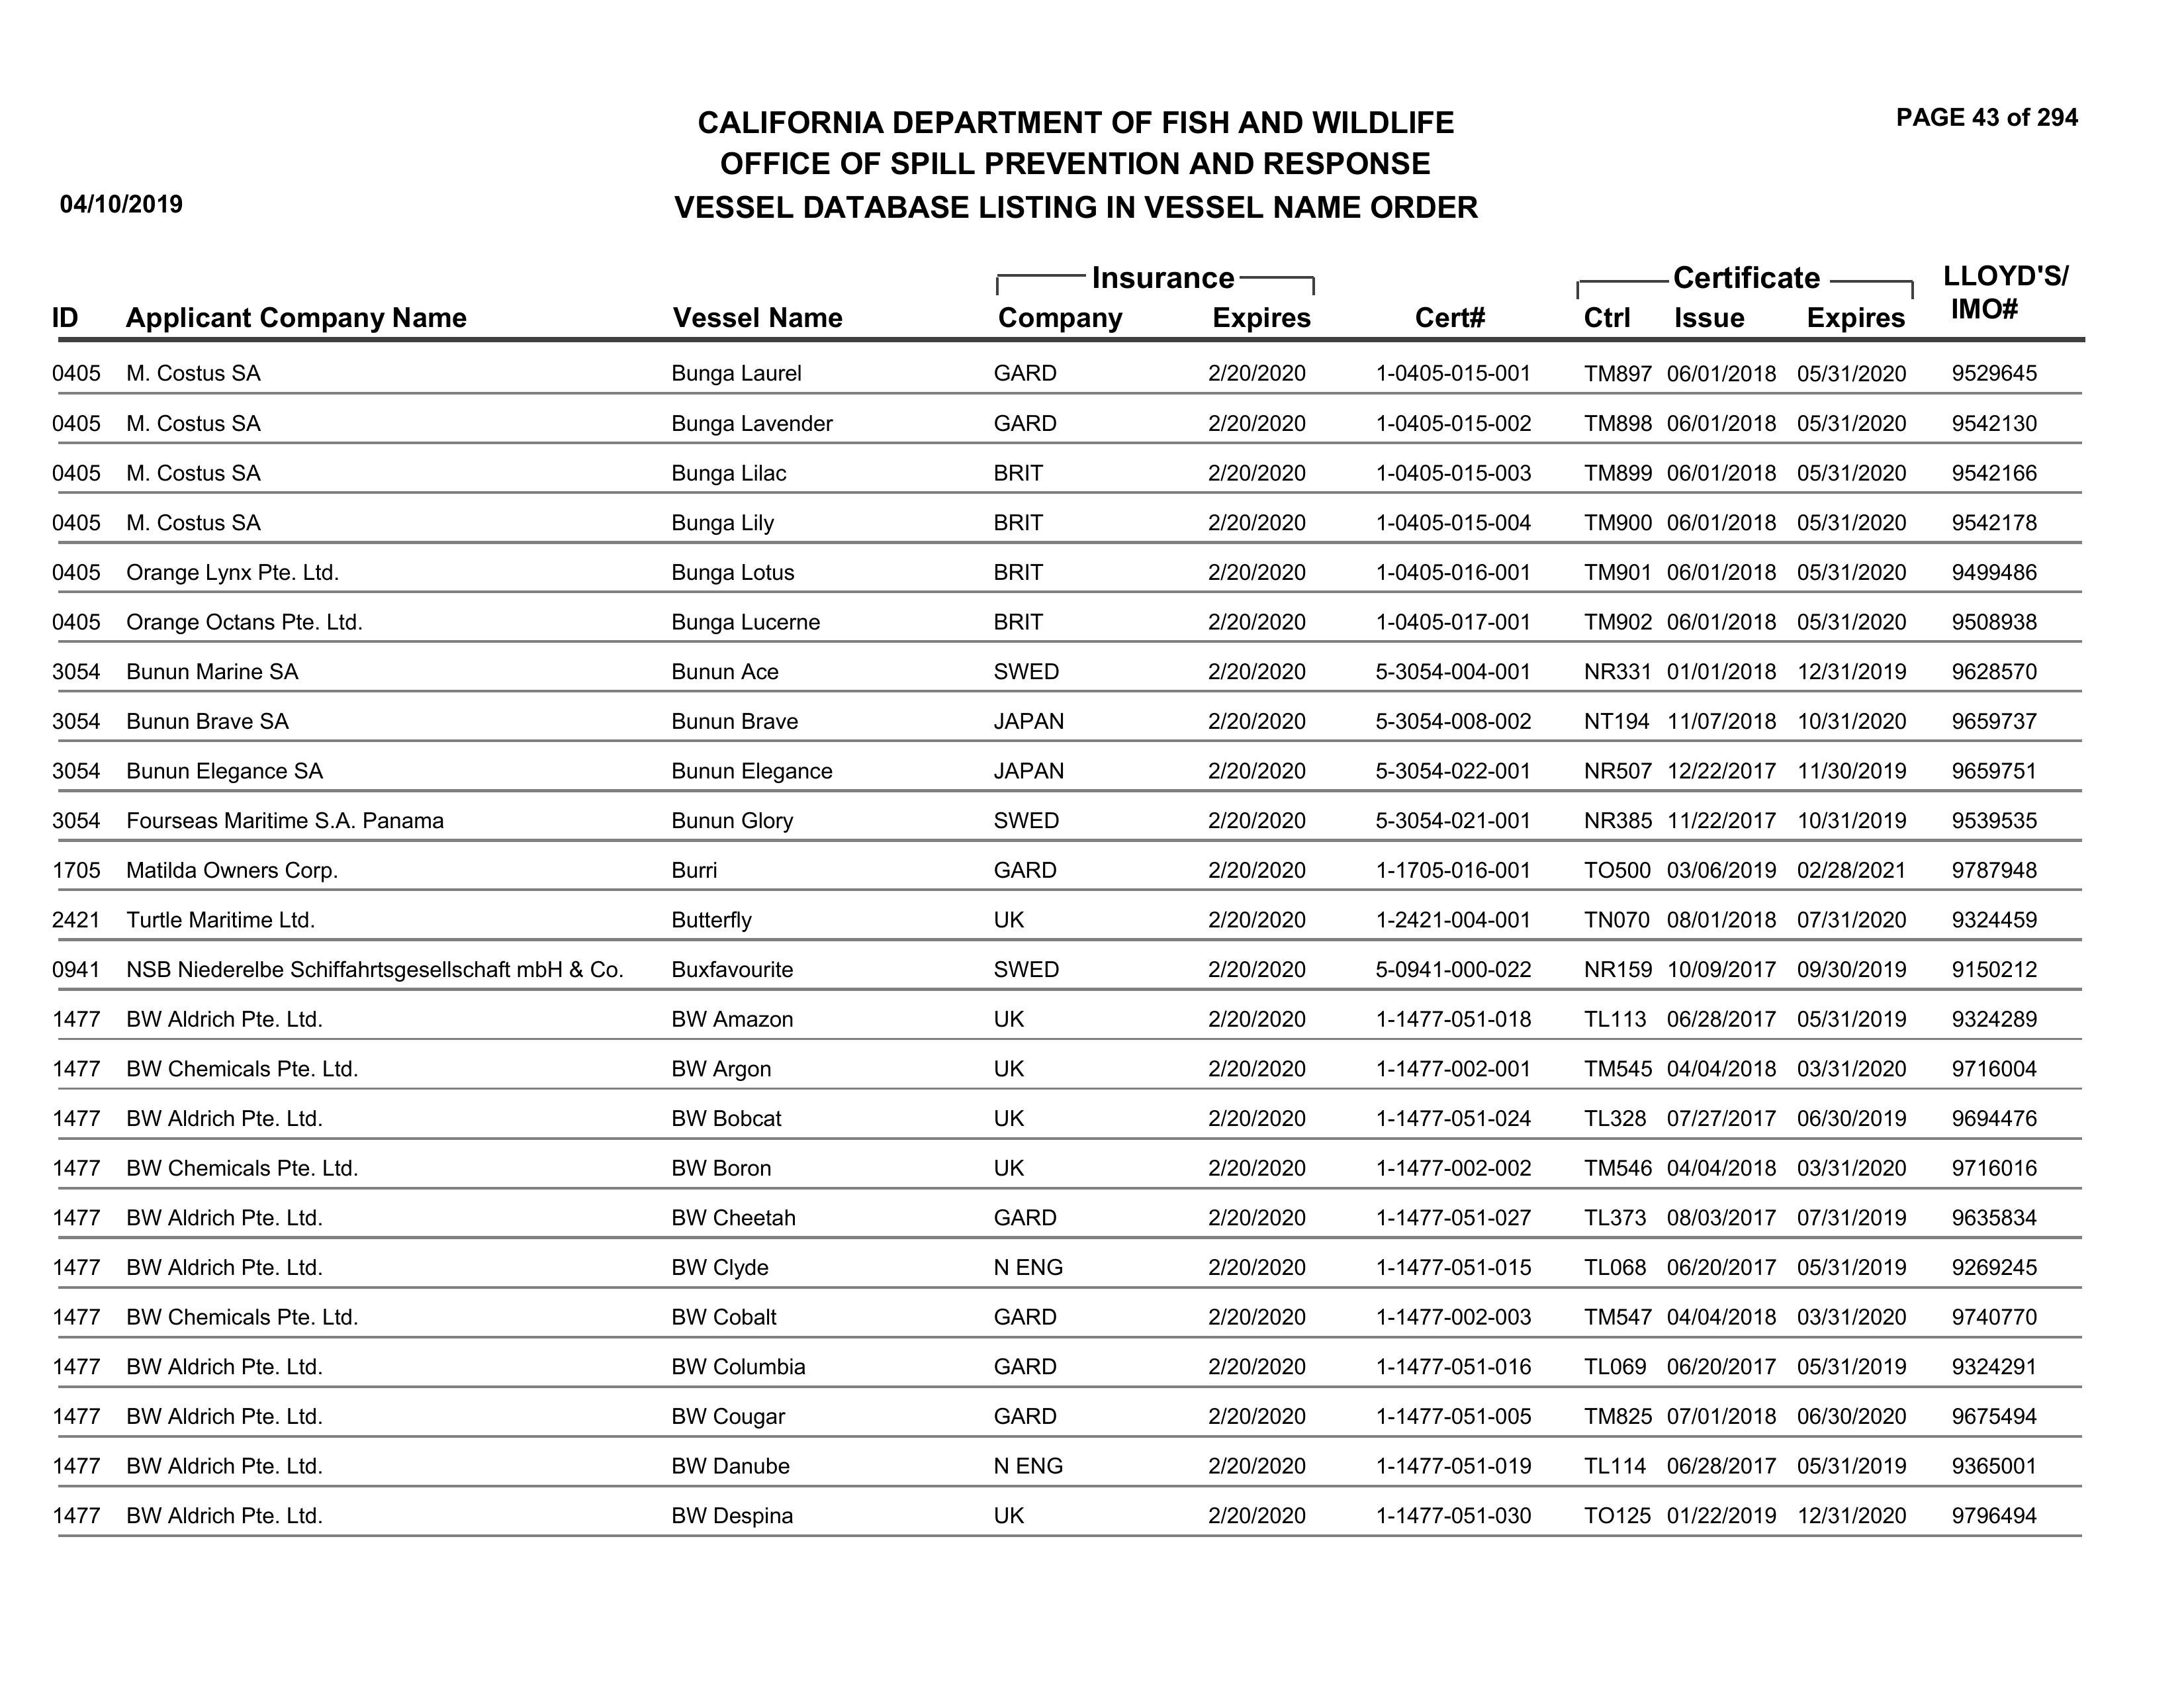 CALIFORNIA DEPARTMENT OF FISH AND WILDLIFE
PAGE 43 of 294
OFFICE OF SPILL PREVENTION AND RESPONSE
04/10/2019
VESSEL DATABASE LISTING IN VESSEL NAME ORDER
Insurance Certificate LLOYD'S/
ID Applicant Company Name Vessel Name Company Expires Cert# Ctrl Issue Expires IMO#
0405 M. Costus SA Bunga Laurel GARD 2/20/2020 1-0405-015-001 TM897 06/01/2018 05/31/2020 9529645
0405 M. Costus SA Bunga Lavender GARD 2/20/2020 1-0405-015-002 TM898 06/01/2018 05/31/2020 9542130
0405 M. Costus SA Bunga Lilac BRIT 2/20/2020 1-0405-015-003 TM899 06/01/2018 05/31/2020 9542166
0405 M. Costus SA Bunga Lily BRIT 2/20/2020 1-0405-015-004 TM900 06/01/2018 05/31/2020 9542178
0405 Orange Lynx Pte. Ltd. Bunga Lotus BRIT 2/20/2020 1-0405-016-001 TM901 06/01/2018 05/31/2020 9499486
0405 Orange Octans Pte. Ltd. Bunga Lucerne BRIT 2/20/2020 1-0405-017-001 TM902 06/01/2018 05/31/2020 9508938
3054 Bunun Marine SA Bunun Ace SWED 2/20/2020 5-3054-004-001 NR331 01/01/2018 12/31/2019 9628570
3054 Bunun Brave SA Bunun Brave JAPAN 2/20/2020 5-3054-008-002 NT194 11/07/2018 10/31/2020 9659737
3054 Bunun Elegance SA Bunun Elegance JAPAN 2/20/2020 5-3054-022-001 NR507 12/22/2017 11/30/2019 9659751
3054 Fourseas Maritime S.A. Panama Bunun Glory SWED 2/20/2020 5-3054-021-001 NR385 11/22/2017 10/31/2019 9539535
1705 Matilda Owners Corp. Burri GARD 2/20/2020 1-1705-016-001 TO500 03/06/2019 02/28/2021 9787948
2421 Turtle Maritime Ltd. Butterfly UK 2/20/2020 1-2421-004-001 TN070 08/01/2018 07/31/2020 9324459
0941 NSB Niederelbe Schiffahrtsgesellschaft mbH & Co. Buxfavourite SWED 2/20/2020 5-0941-000-022 NR159 10/09/2017 09/30/2019 9150212
1477 BW Aldrich Pte. Ltd. BW Amazon UK 2/20/2020 1-1477-051-018 TL113 06/28/2017 05/31/2019 9324289
1477 BW Chemicals Pte. Ltd. BW Argon UK 2/20/2020 1-1477-002-001 TM545 04/04/2018 03/31/2020 9716004
1477 BW Aldrich Pte. Ltd. BW Bobcat UK 2/20/2020 1-1477-051-024 TL328 07/27/2017 06/30/2019 9694476
1477 BW Chemicals Pte. Ltd. BW Boron UK 2/20/2020 1-1477-002-002 TM546 04/04/2018 03/31/2020 9716016
1477 BW Aldrich Pte. Ltd. BW Cheetah GARD 2/20/2020 1-1477-051-027 TL373 08/03/2017 07/31/2019 9635834
1477 BW Aldrich Pte. Ltd. BW Clyde N ENG 2/20/2020 1-1477-051-015 TL068 06/20/2017 05/31/2019 9269245
1477 BW Chemicals Pte. Ltd. BW Cobalt GARD 2/20/2020 1-1477-002-003 TM547 04/04/2018 03/31/2020 9740770
1477 BW Aldrich Pte. Ltd. BW Columbia GARD 2/20/2020 1-1477-051-016 TL069 06/20/2017 05/31/2019 9324291
1477 BW Aldrich Pte. Ltd. BW Cougar GARD 2/20/2020 1-1477-051-005 TM825 07/01/2018 06/30/2020 9675494
1477 BW Aldrich Pte. Ltd. BW Danube N ENG 2/20/2020 1-1477-051-019 TL114 06/28/2017 05/31/2019 9365001
1477 BW Aldrich Pte. Ltd. BW Despina UK 2/20/2020 1-1477-051-030 TO125 01/22/2019 12/31/2020 9796494